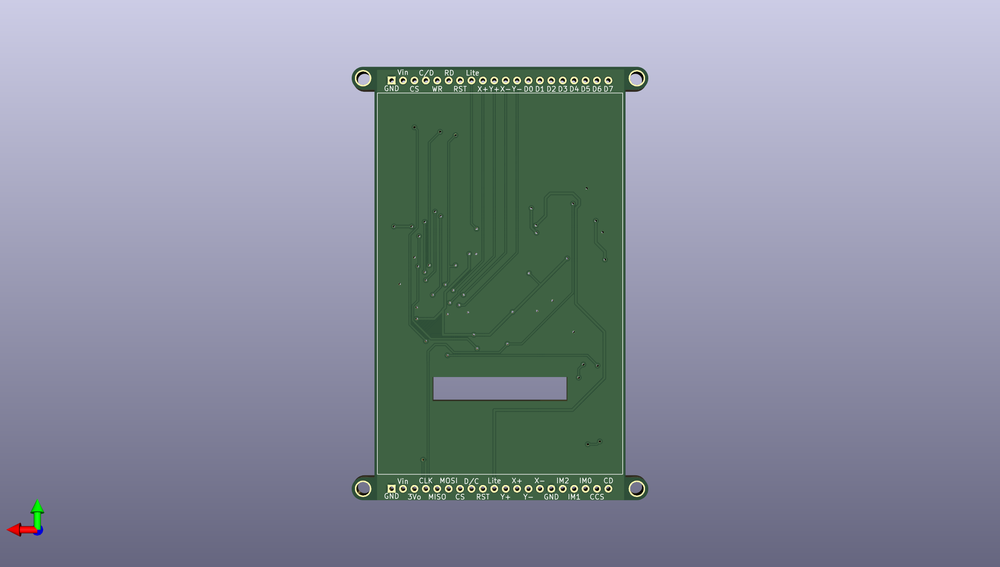 Vin C/D RD Lite
GND CS WR RST X+ Y+ X- Y- D0 D1 D2 D3 D4 D5 D6 D7
Vin CLK MOSI D/C Lite X+ X- IM2 IM0 CD
GND 3Vo MISO CS RST Y+ Y- GND IM1 CCS